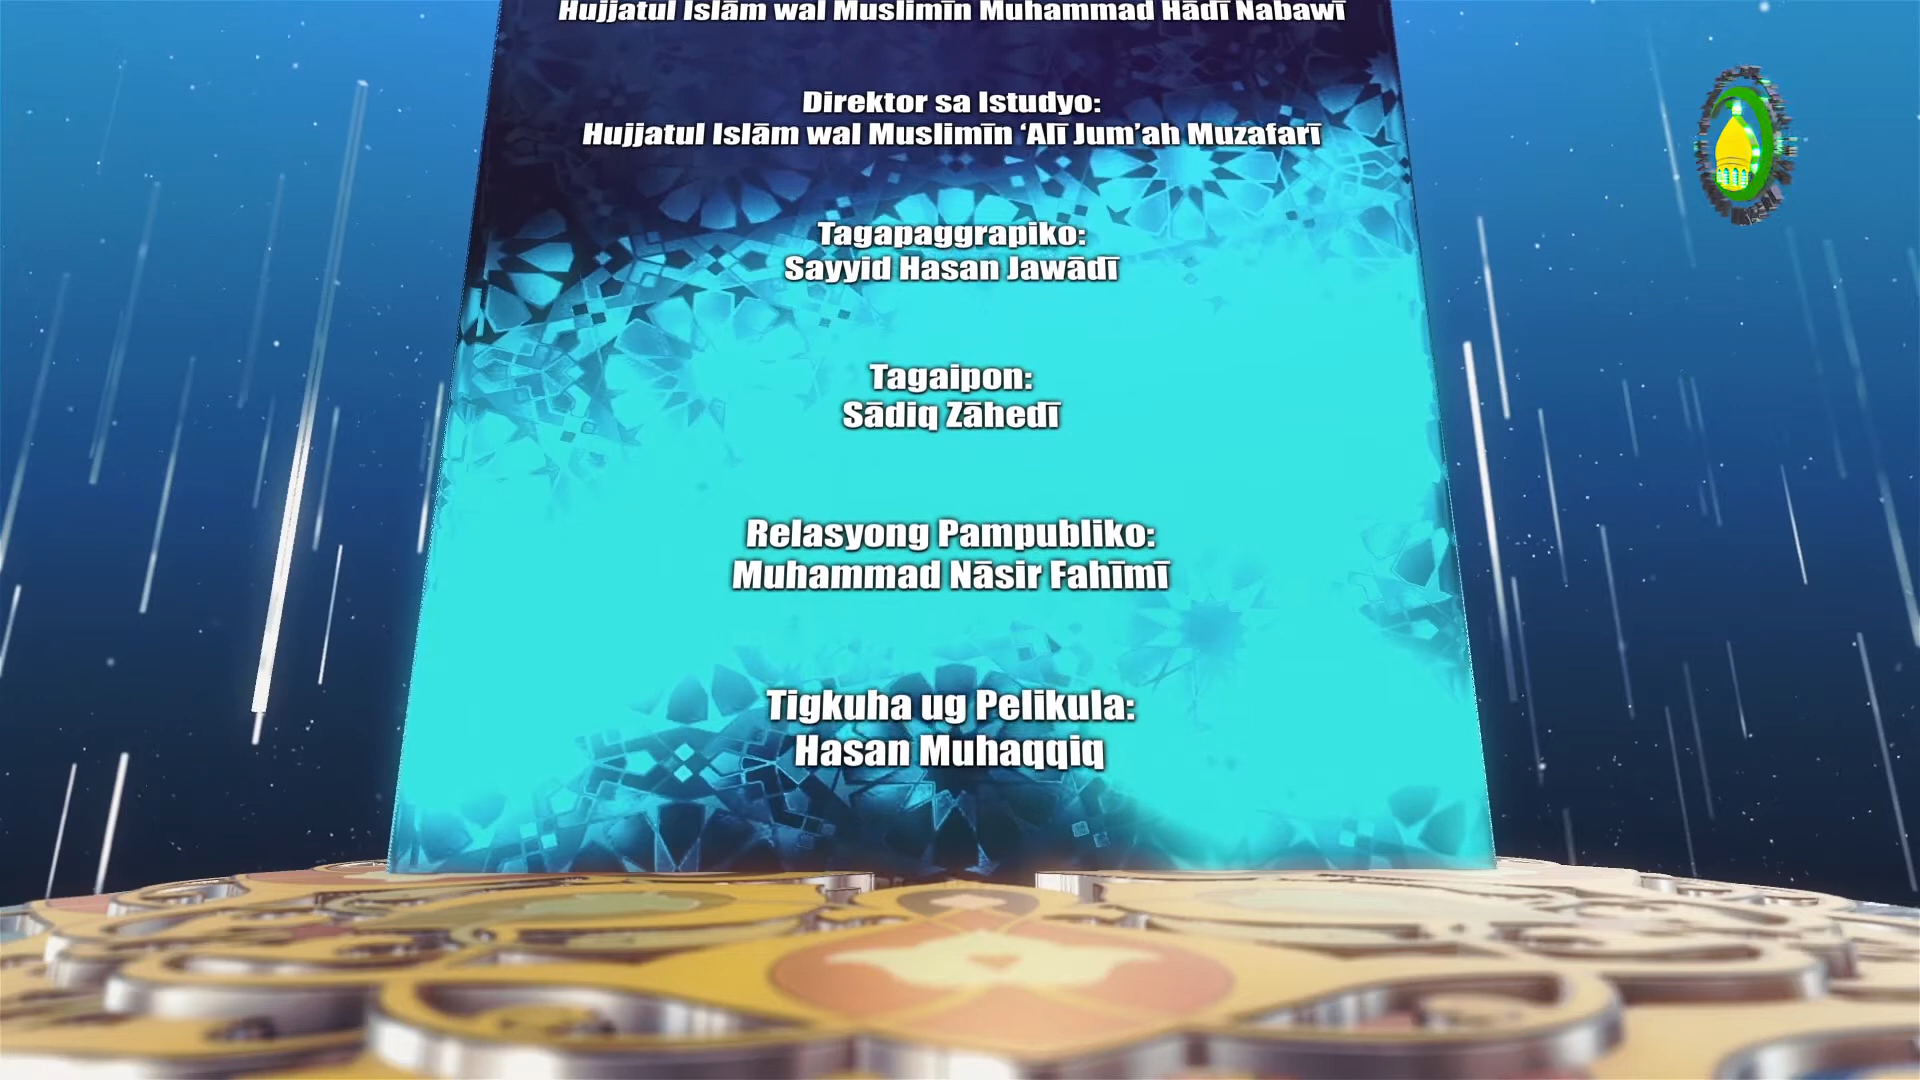 Hujjatul Islām wal Muslimīn Muhammad Hādī Nabawī
Direktor sa Istudyo:
Hujjatul Islām wal Muslimīn ‘Alī Jum’ah Muzafarī
Tagapaggrapiko:
Sayyid Hasan Jawādī
Tagaipon:
Sādiq Zāhedī
Relasyong Pampubliko:
Muhammad Nāsir Fahīmī
Tigkuha ug Pelikula:
Hasan Muhaqqiq